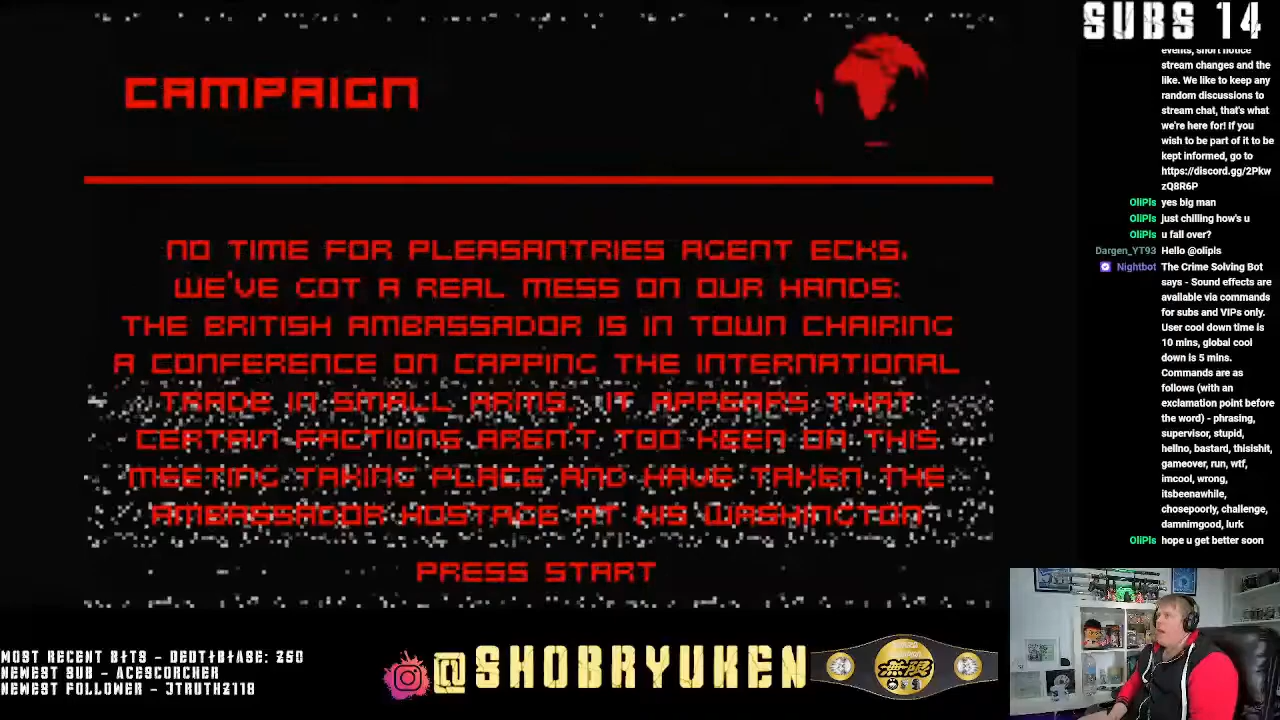 SUBS 14
CAMPAIGN
NO TIME FOR PLEASANTRIES AGENT ECKS.
WE'VE GOT A REAL MESS ON OUR HANDS:
THE BRITISH AMBASSADOR IS IN TOWN CHAIRING
A CONFERENCE ON CAPPING THE INTERNATIONAL
TRADE IN SMALL ARMS. IT APPEARS THAT
CERTAIN FACTIONS AREN'T TOO KEEN ON THIS
MEETING TAKING PLACE AND HAVE TAKEN THE
AMBASSADOR HOSTAGE AT HIS WASHINGTON
PRESS START
events, short notice
stream changes and the
like. We like to keep any
random discussions to
stream chat, that's what
we're here for! If you
wish to be part of it to be
kept informed, go to
https://discord.gg/2Pkw
zQ8R6P
OliPls yes big man
OliPls just chilling how's u
OliPls u fall over?
Dargen_YT93 Hello @olipls
Nightbot The Crime Solving Bot
says - Sound effects are
available via commands
for subs and VIPs only.
User cool down time is
10 mins, global cool
down is 5 mins.
Commands are as
follows (with an
exclamation point before
the word) - phrasing,
supervisor, stupid,
hellno, bastard, thisishit,
gameover, run, wtf,
imcool, wrong,
itsbeenawhile,
chosepoorly, challenge,
damnimgood, lurk
OliPls hope u get better soon
MOST RECENT BITS - DEDTBIASE: 250
NEWEST SUB - ACESCORCHER
NEWEST FOLLOWER - JTRUTH2118
@SHOBRYUKEN